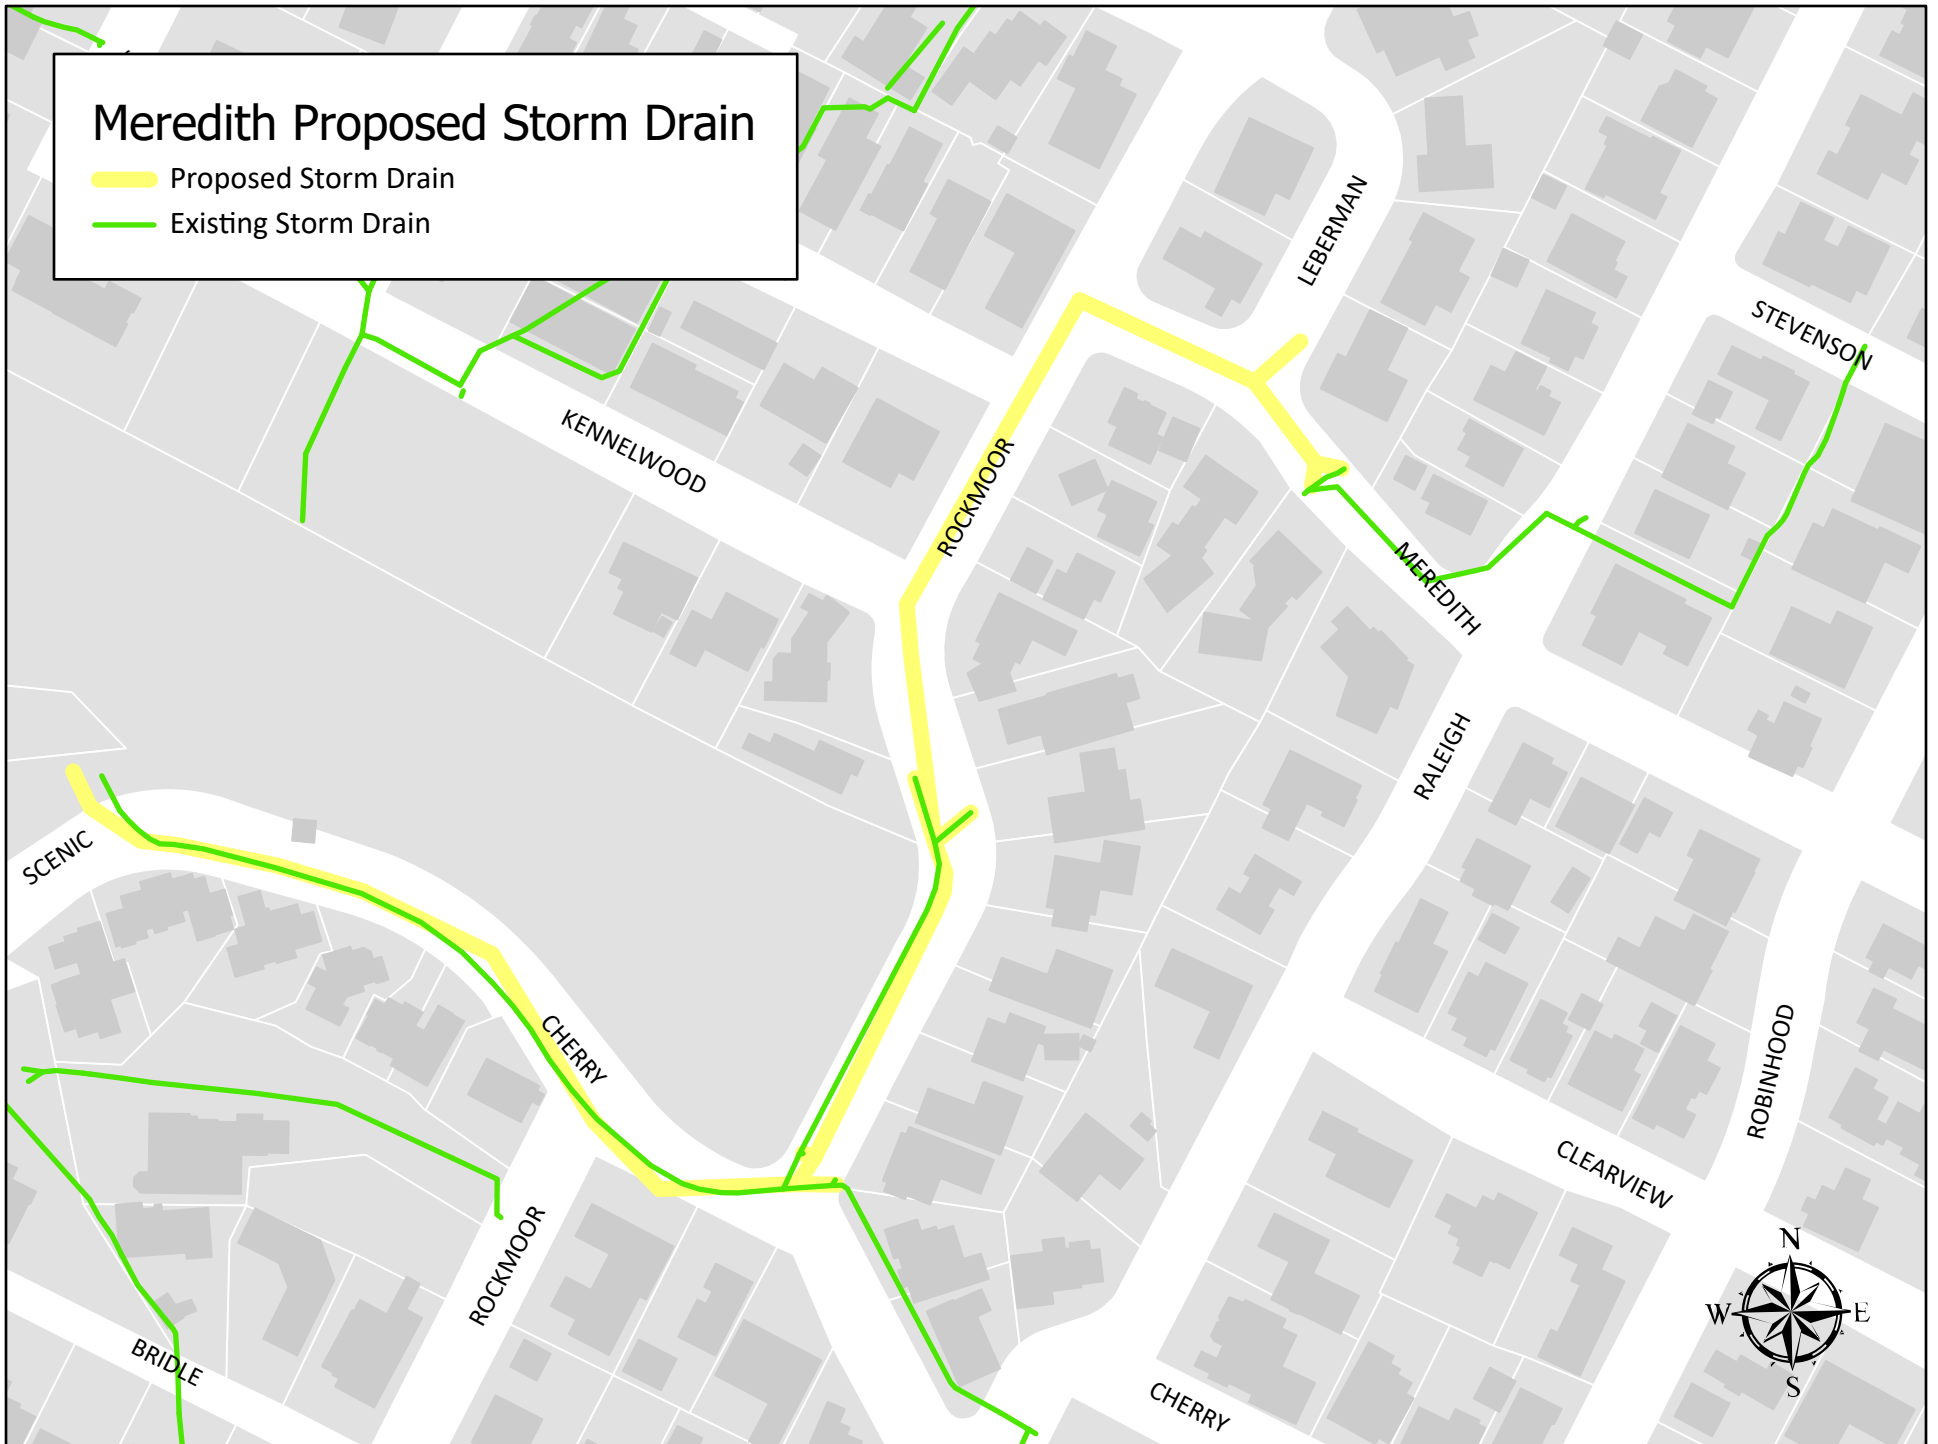 Meredith Proposed Storm Drain
Proposed Storm Drain
Existing Storm Drain
LEBERMAN
STEVENSON
KENNELWOOD
ROCKMOOR
MEREDITH
RALEIGH
SCENIC
CHERRY
ROBINHOOD
CLEARVIEW
ROCKMOOR
BRIDLE
CHERRY
N
W E
S